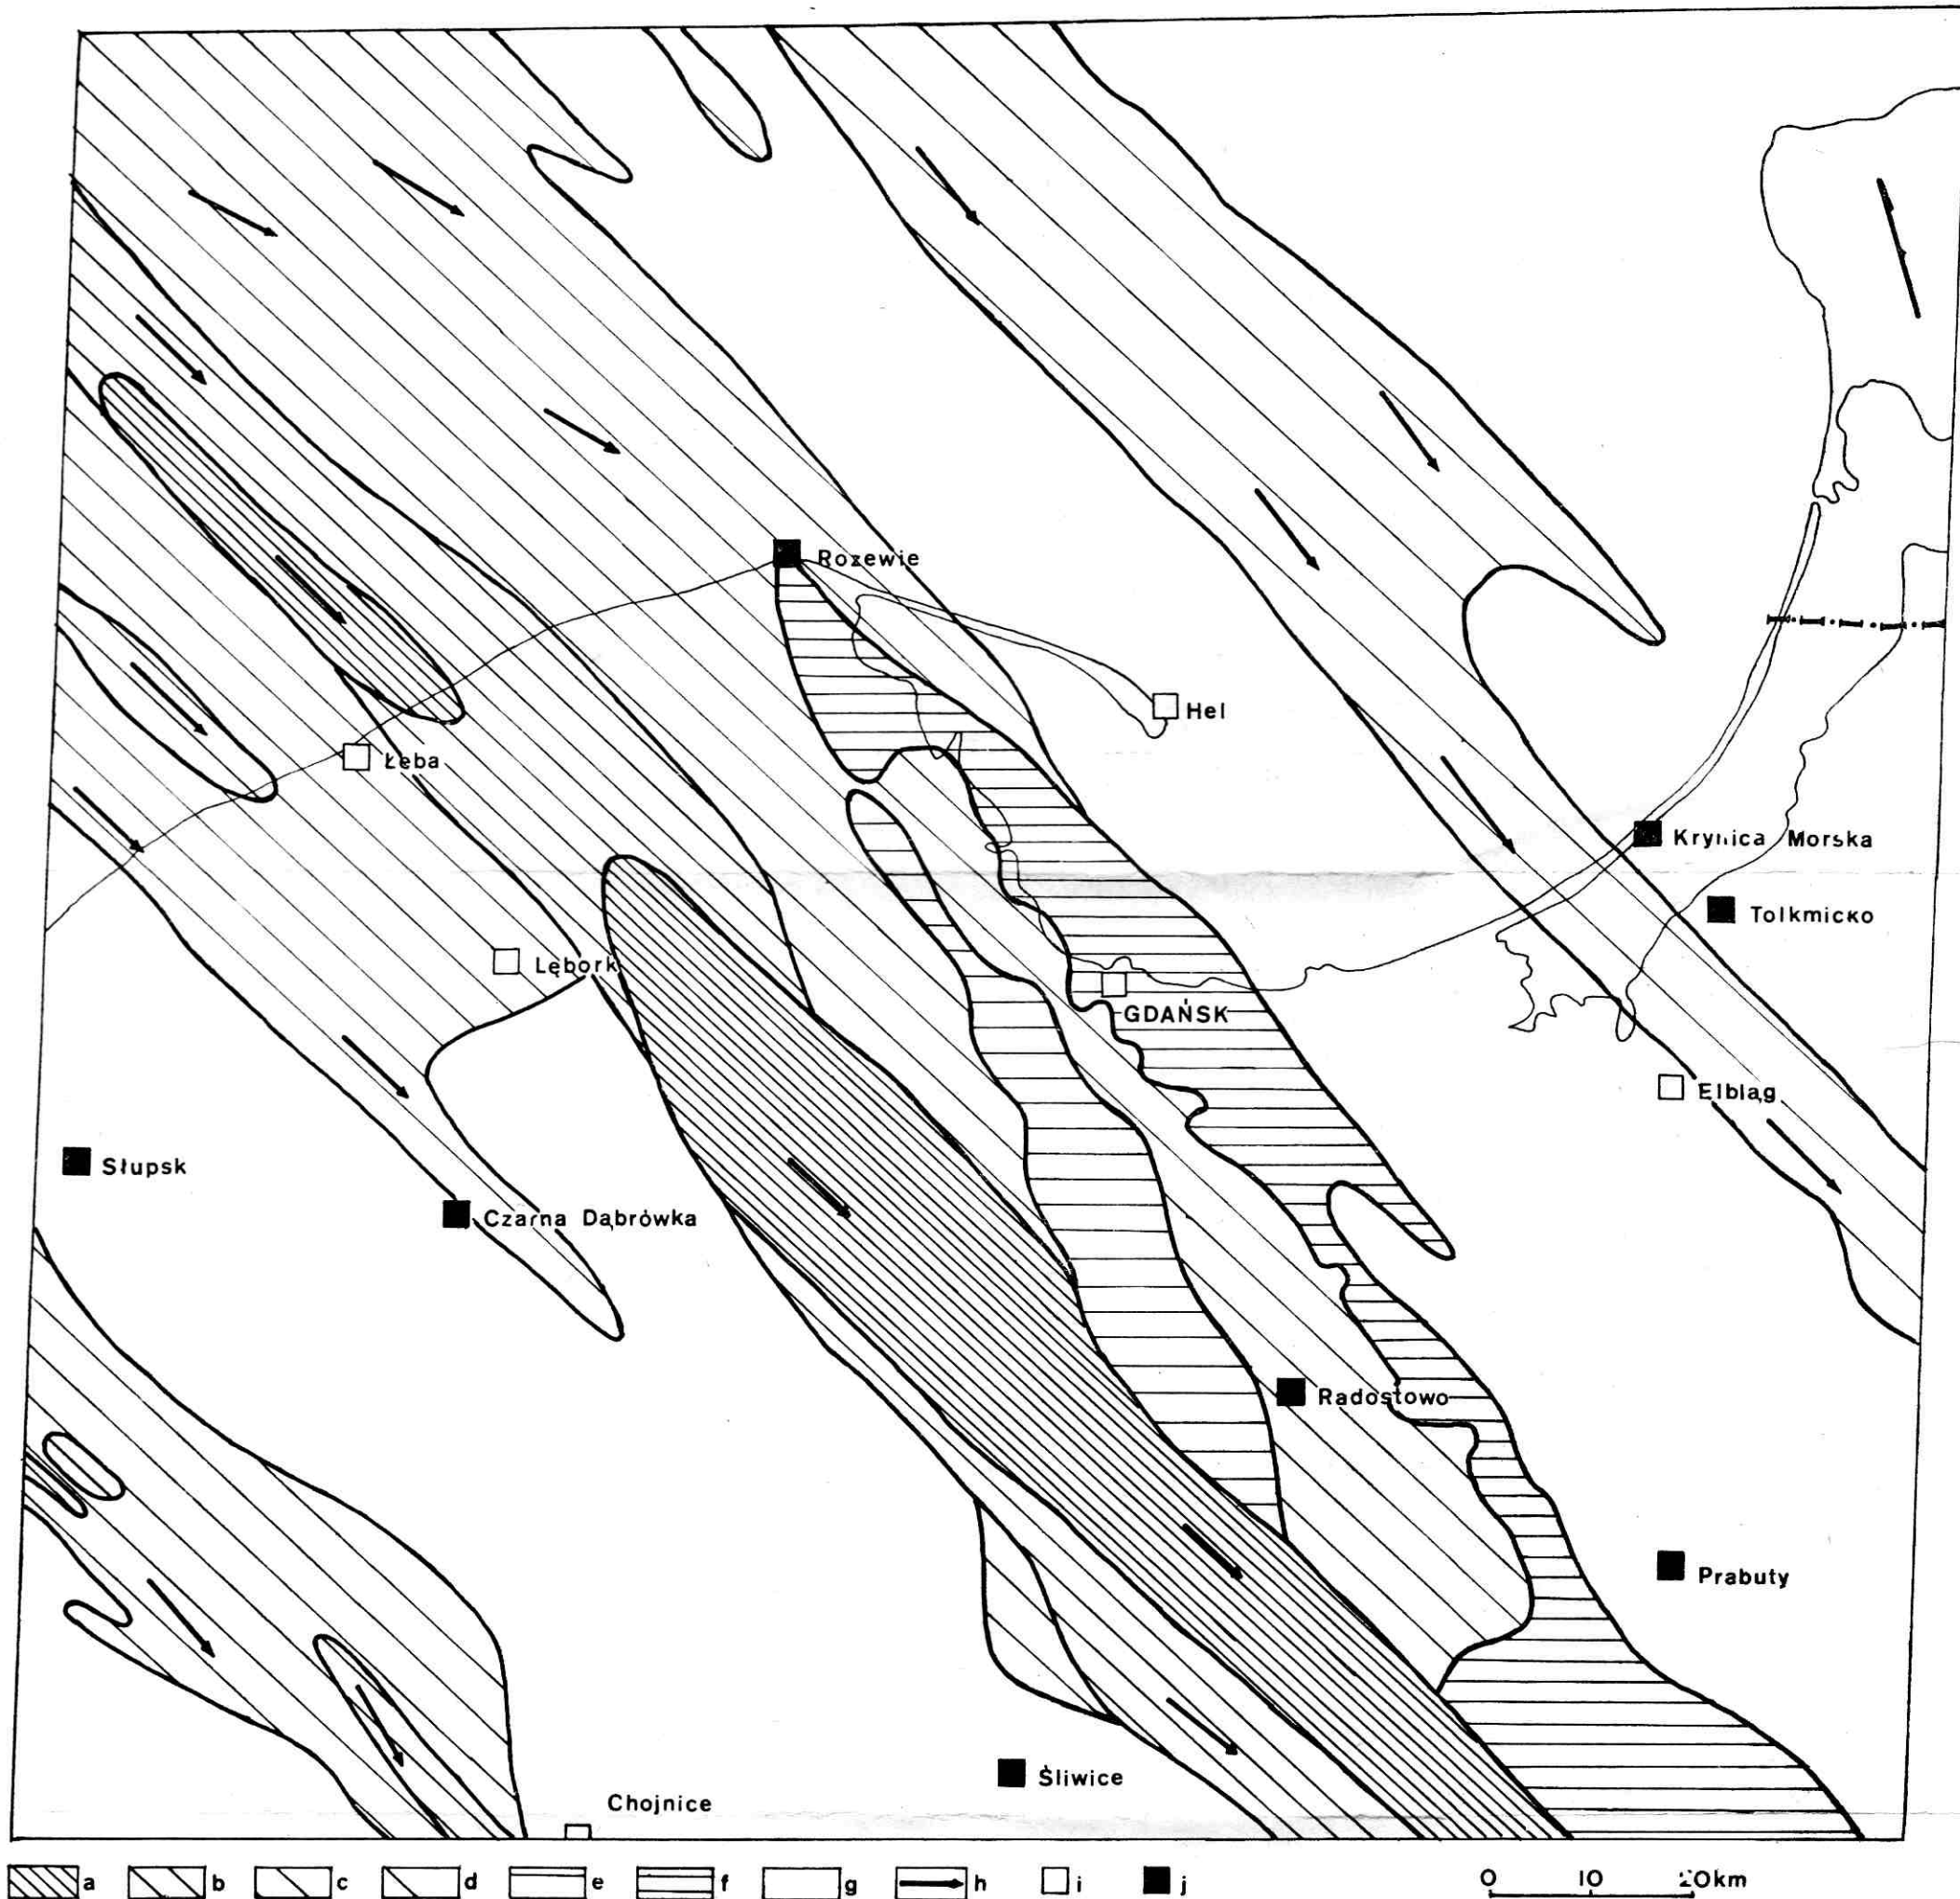 Rozewie
Hel
Łeba
Krynica Morska
Tolkmicko
Lębork
GDAŃSK
Elbląg
Słupsk
Czarna Dąbrówka
Radostowo
Prabuty
Śliwice
Chojnice
a b c d e f g h i j 0 10 20km